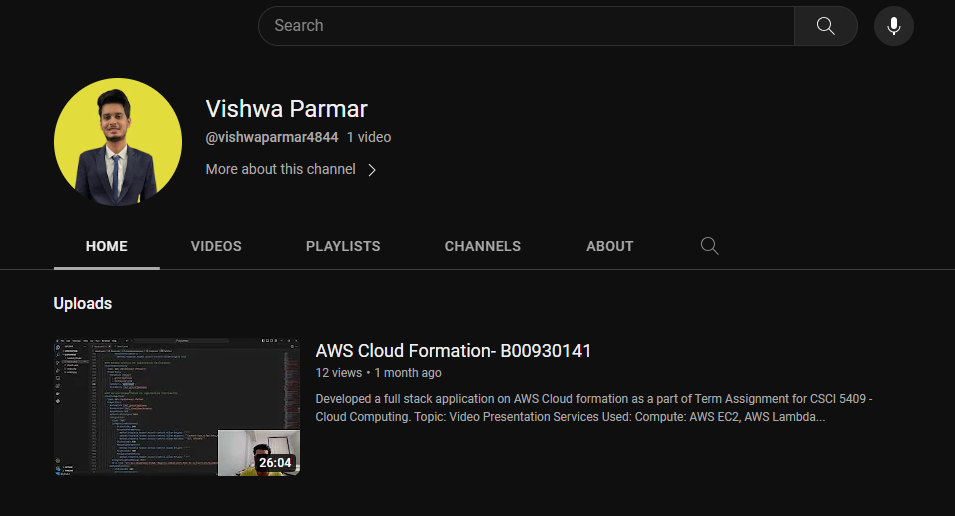 Search
Vishwa Parmar
@vishwaparmar4844 1 video
More about this channel
HOME VIDEOS PLAYLISTS CHANNELS ABOUT
Uploads
AWS Cloud Formation- B00930141
12 views • 1 month ago
Developed a full stack application on AWS Cloud formation as a part of Term Assignment for CSCI 5409 -
Cloud Computing. Topic: Video Presentation Services Used: Compute: AWS EC2, AWS Lambda...
26:04